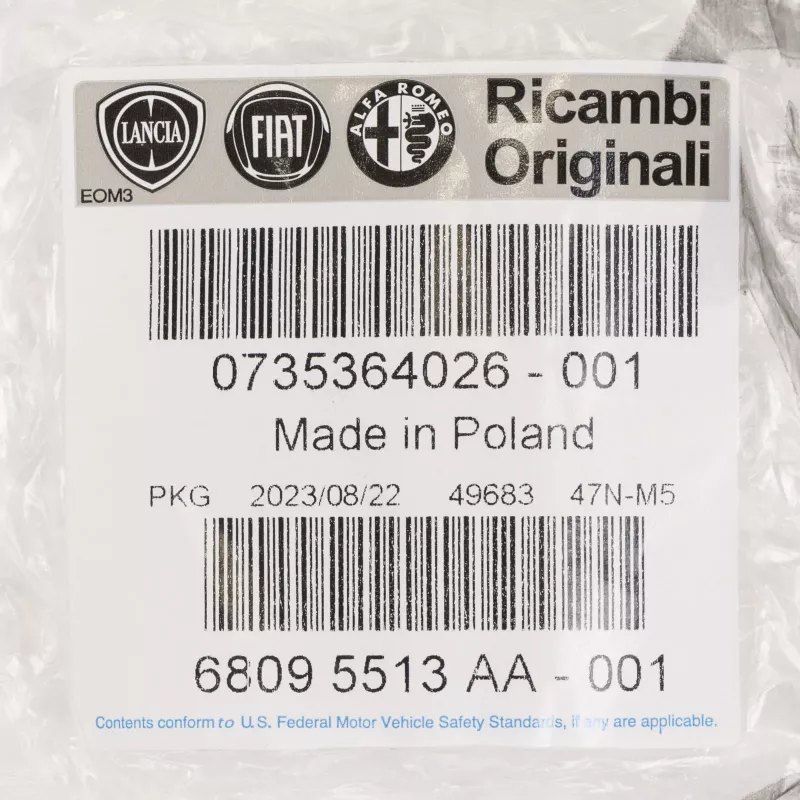 LANCIA
FIAT
ALFA ROMEO
Ricambi
Originali
EOM3
0735364026 - 001
Made in Poland
PKG 2023/08/22 49683 47N-M5
6809 5513 AA - 001
Contents conform to U.S. Federal Motor Vehicle Safety Standards, if any are applicable.